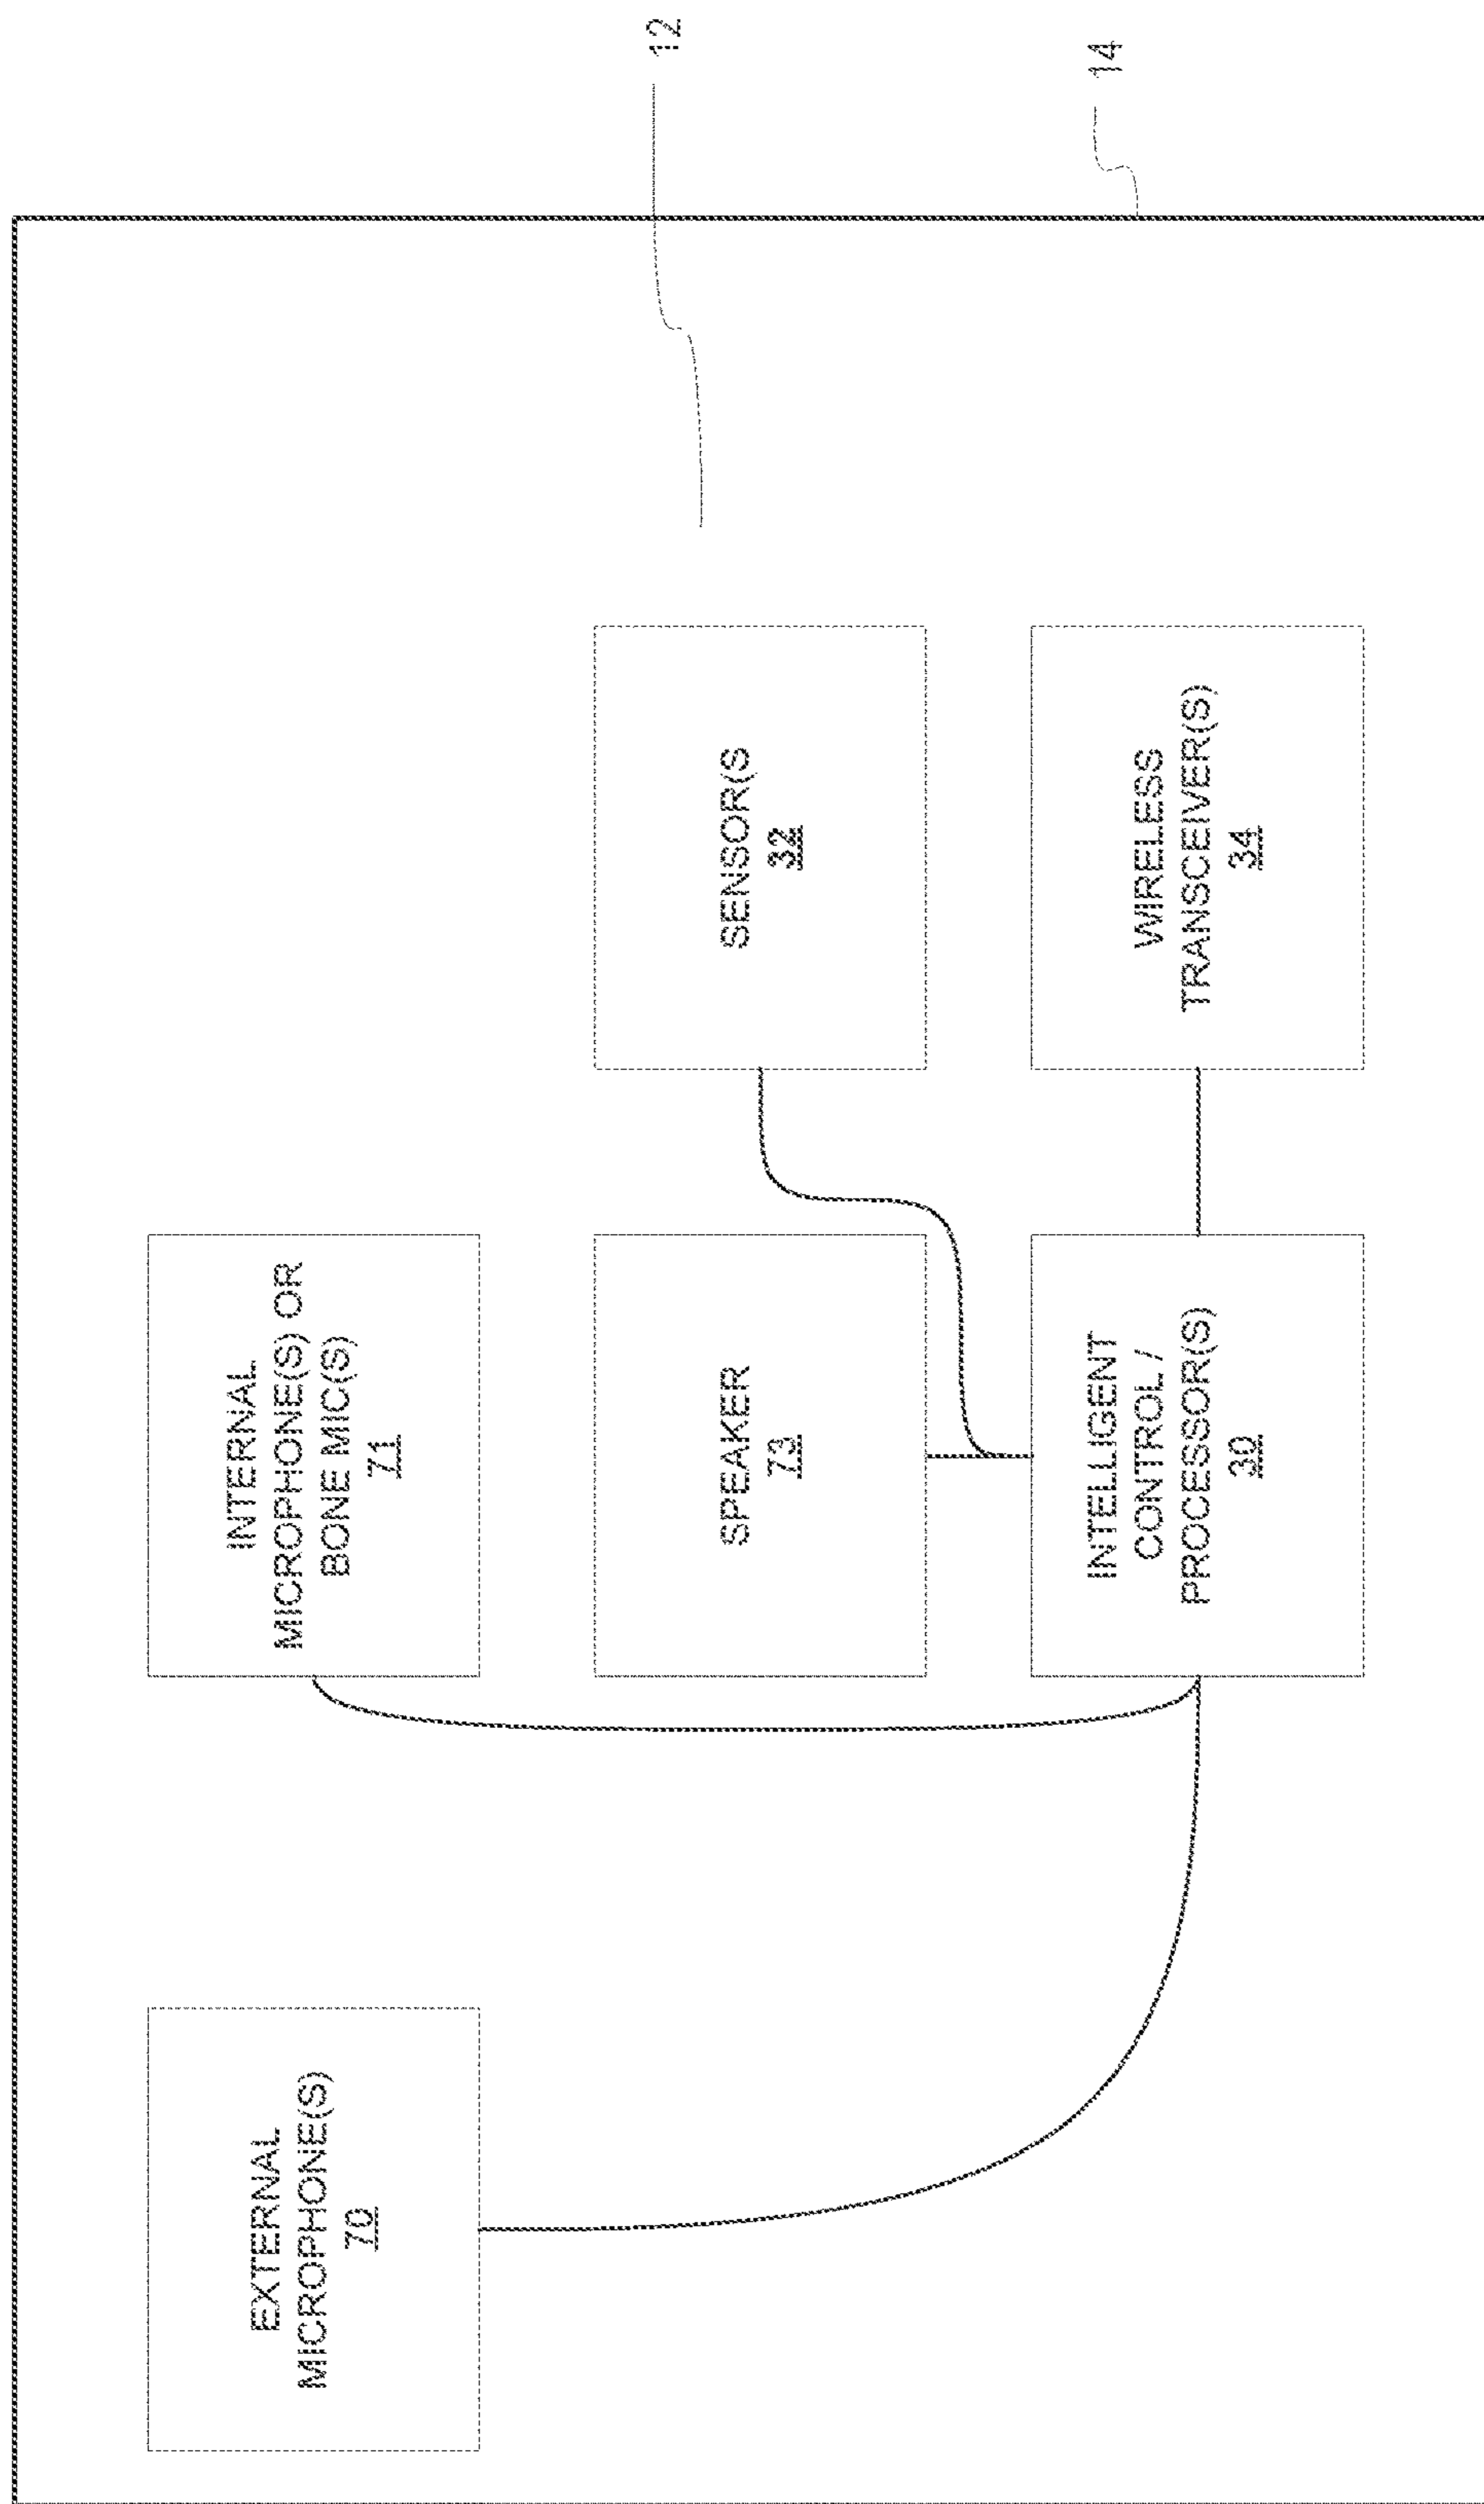 EXTERNAL
MICROPHONE(S)
70
INTERNAL
MICROPHONE(S) OR
BONE MIC(S)
71
SPEAKER
73
SENSOR(S
32
INTELLIGENT
CONTROL /
PROCESSOR(S)
30
WIRELESS
TRANSCEIVER(S)
34
12
14